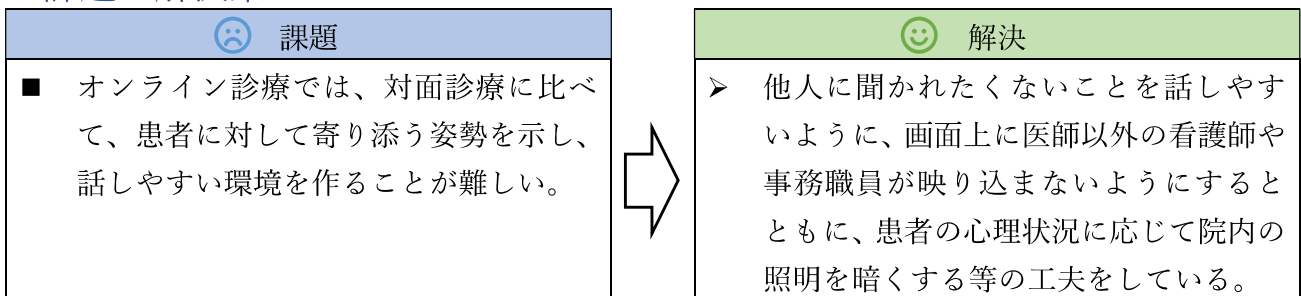 課題
■ オンライン診療では、対面診療に比べ
て、患者に対して寄り添う姿勢を示し、
話しやすい環境を作ることが難しい。
解決
➢ 他人に聞かれたくないことを話しやす
いように、画面上に医師以外の看護師や
事務職員が映り込まないようにすると
ともに、患者の心理状況に応じて院内の
照明を暗くする等の工夫をしている。